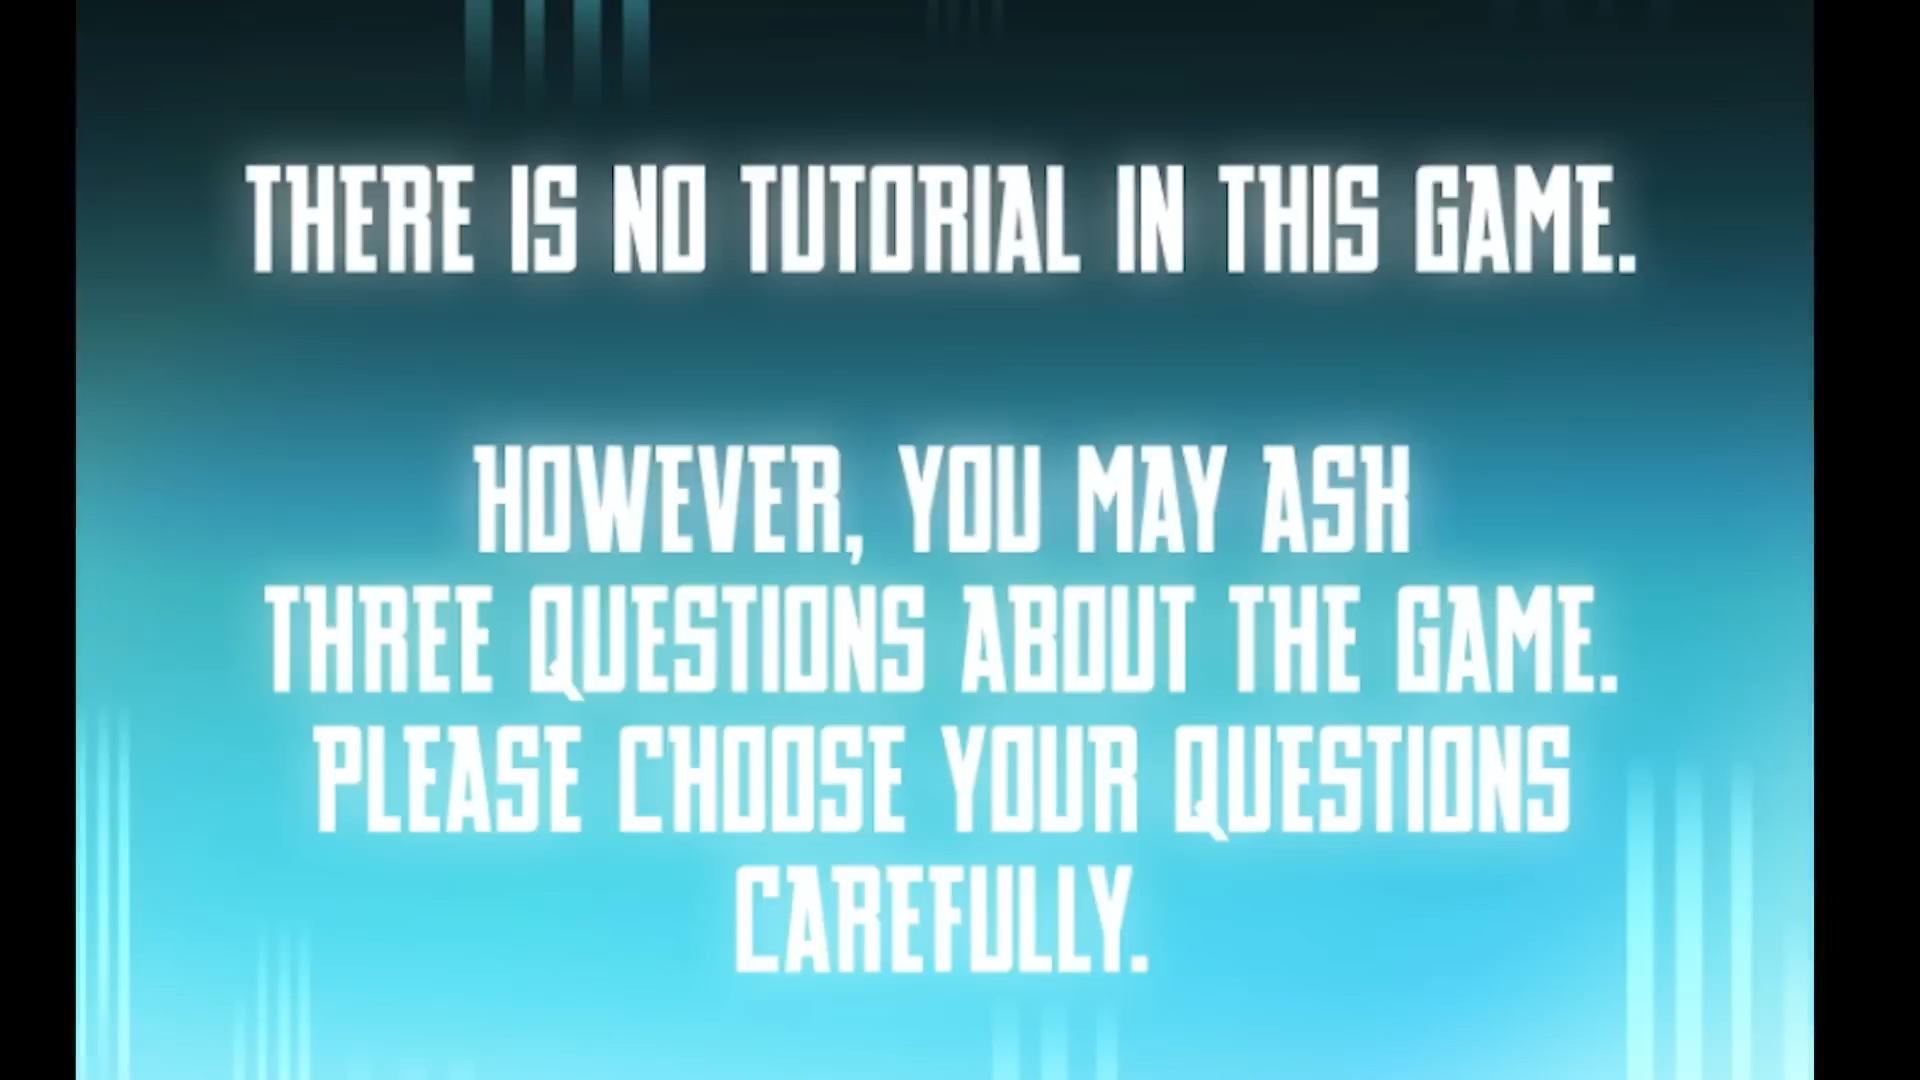 THERE IS NO TUTORIAL IN THIS GAME.
HOWEVER, YOU MAY ASK
THREE QUESTIONS ABOUT THE GAME.
PLEASE CHOOSE YOUR QUESTIONS
CAREFULLY.